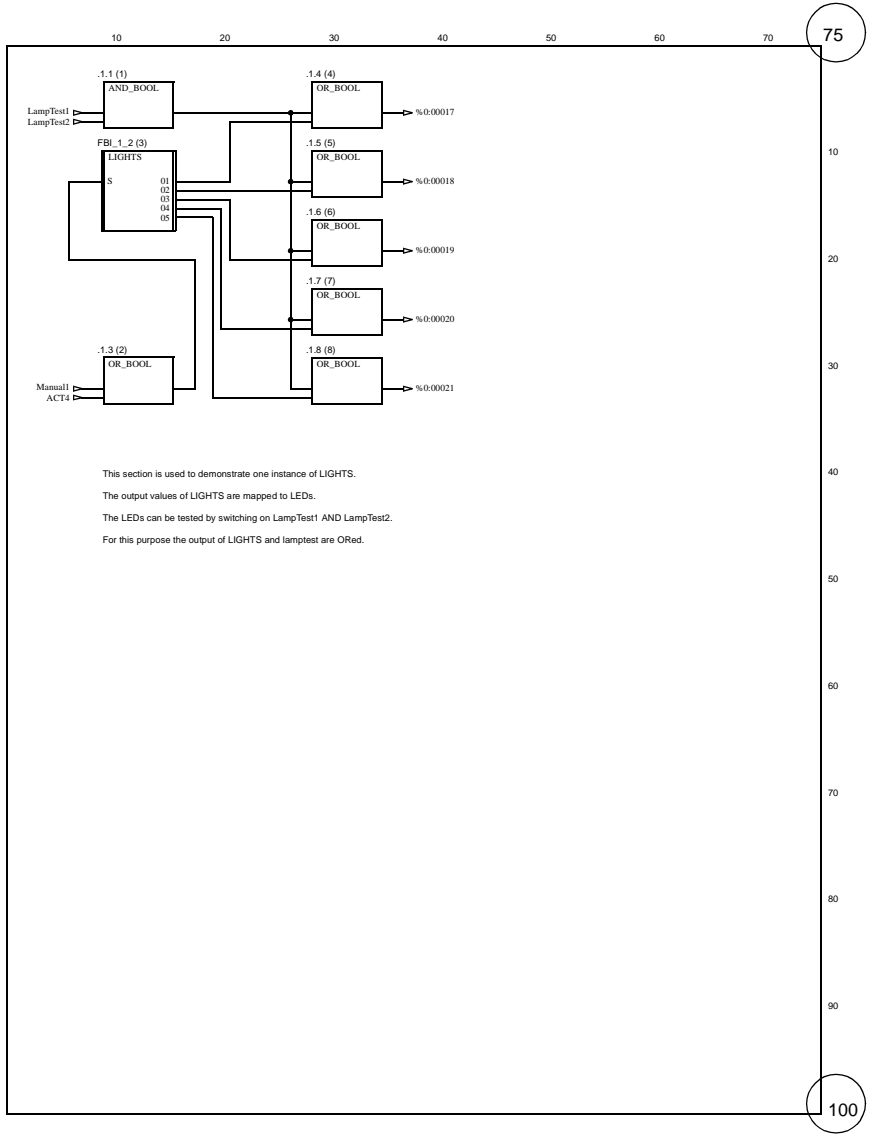 10 20 30 40 50 60 70 75
.1.1 (1) .1.4 (4)
AND_BOOL OR_BOOL
LampTest1 %0:00017
LampTest2
FBI_1_2 (3) .1.5 (5)
LIGHTS OR_BOOL 10
S 01 %0:00018
02
03
04
05
.1.6 (6)
OR_BOOL
%0:00019
20
.1.7 (7)
OR_BOOL
%0:00020
.1.3 (2) .1.8 (8)
OR_BOOL OR_BOOL 30
Manual1 %0:00021
ACT4
This section is used to demonstrate one instance of LIGHTS. 40
The output values of LIGHTS are mapped to LEDs.
The LEDs can be tested by switching on LampTest1 AND LampTest2.
For this purpose the output of LIGHTS and lamptest are ORed.
50
60
70
80
90
100